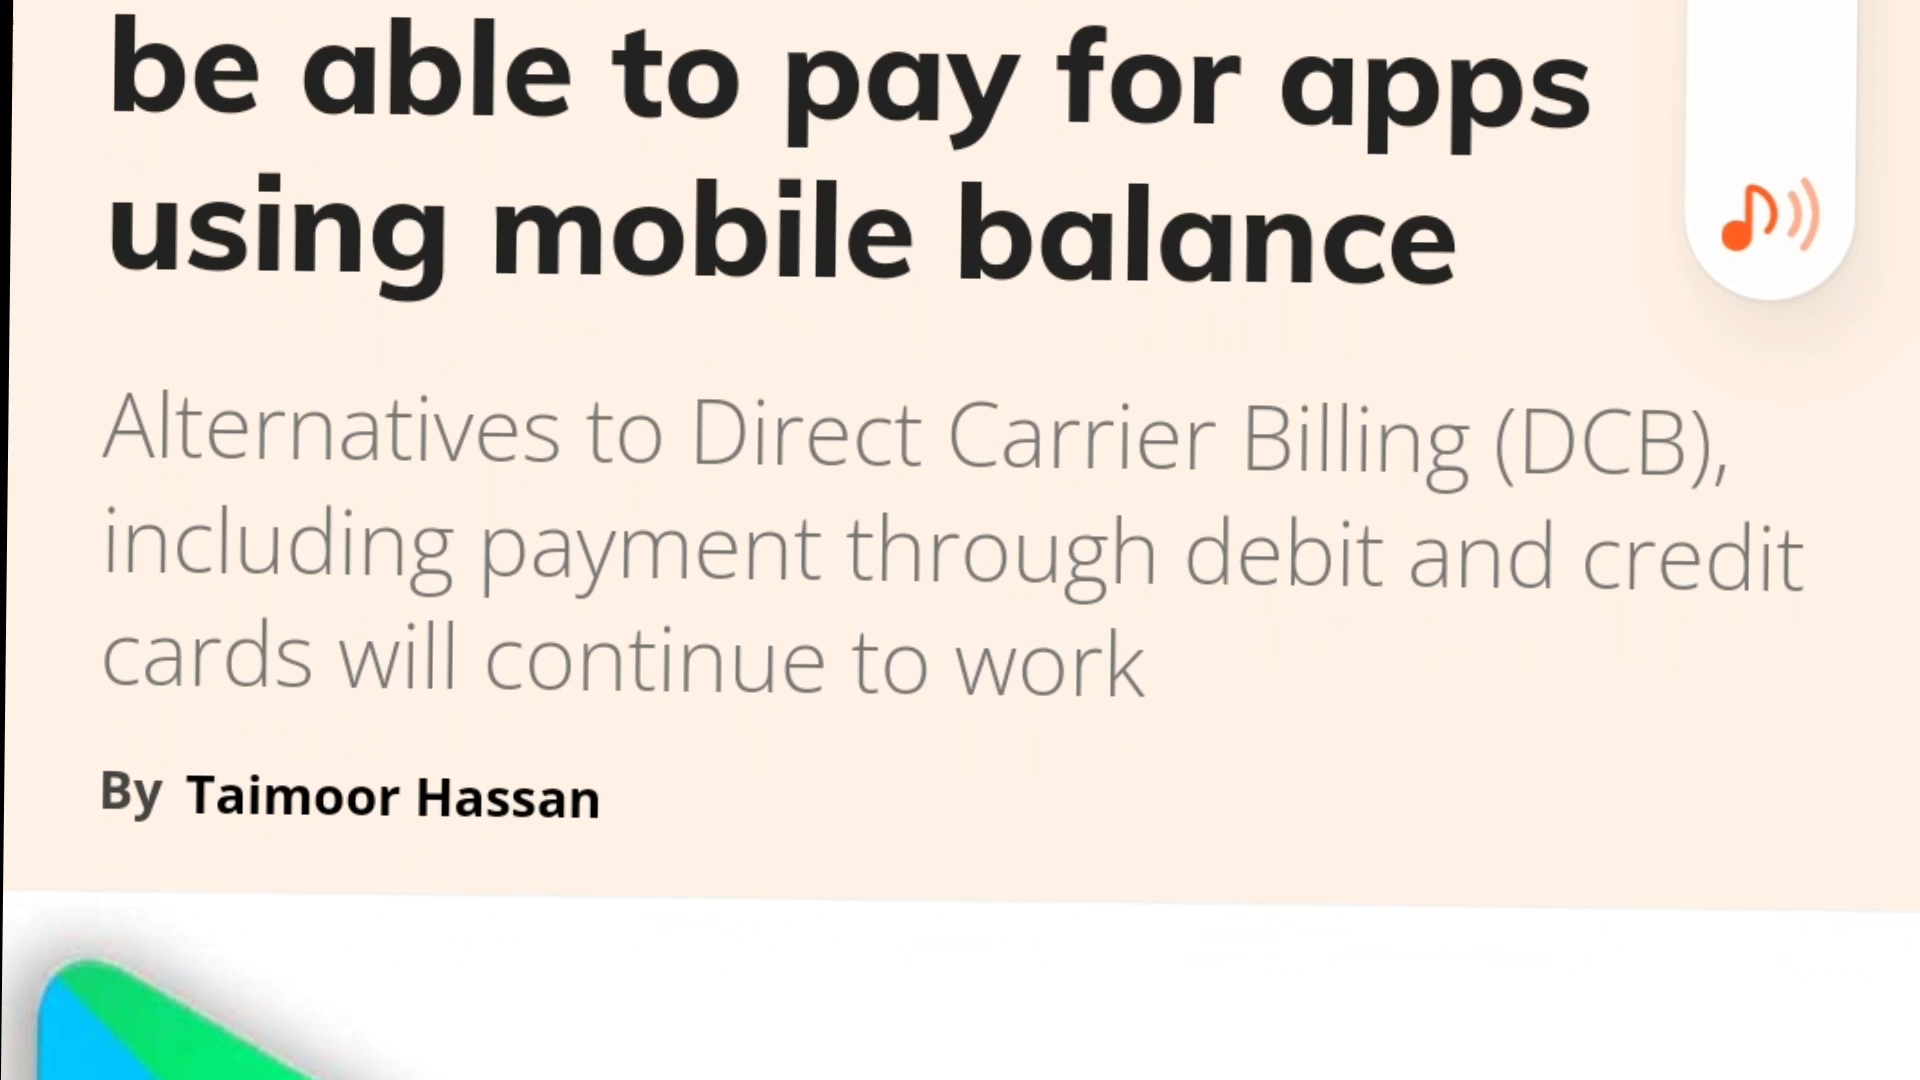 be able to pay for apps
using mobile balance
Alternatives to Direct Carrier Billing (DCB),
including payment through debit and credit
cards will continue to work
By Taimoor Hassan